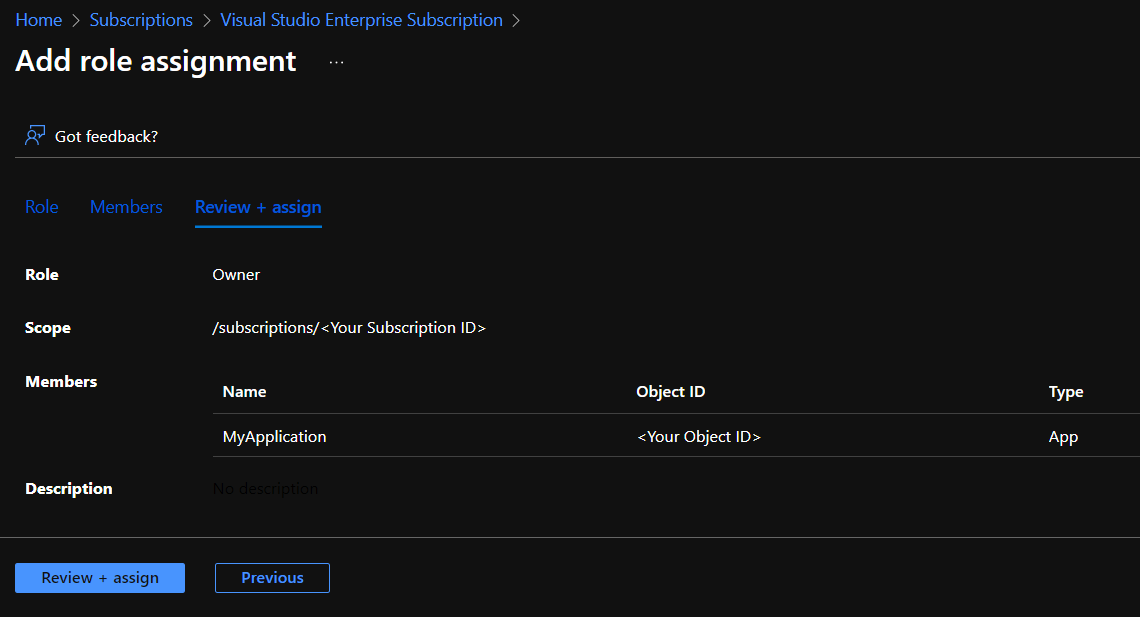 Home > Subscriptions > Visual Studio Enterprise Subscription >
Add role assignment ...
Got feedback?
Role Members Review + assign
Role Owner
Scope /subscriptions/<Your Subscription ID>
Members
Name Object ID Type
MyApplication <Your Object ID> App
Description No description
Review + assign Previous